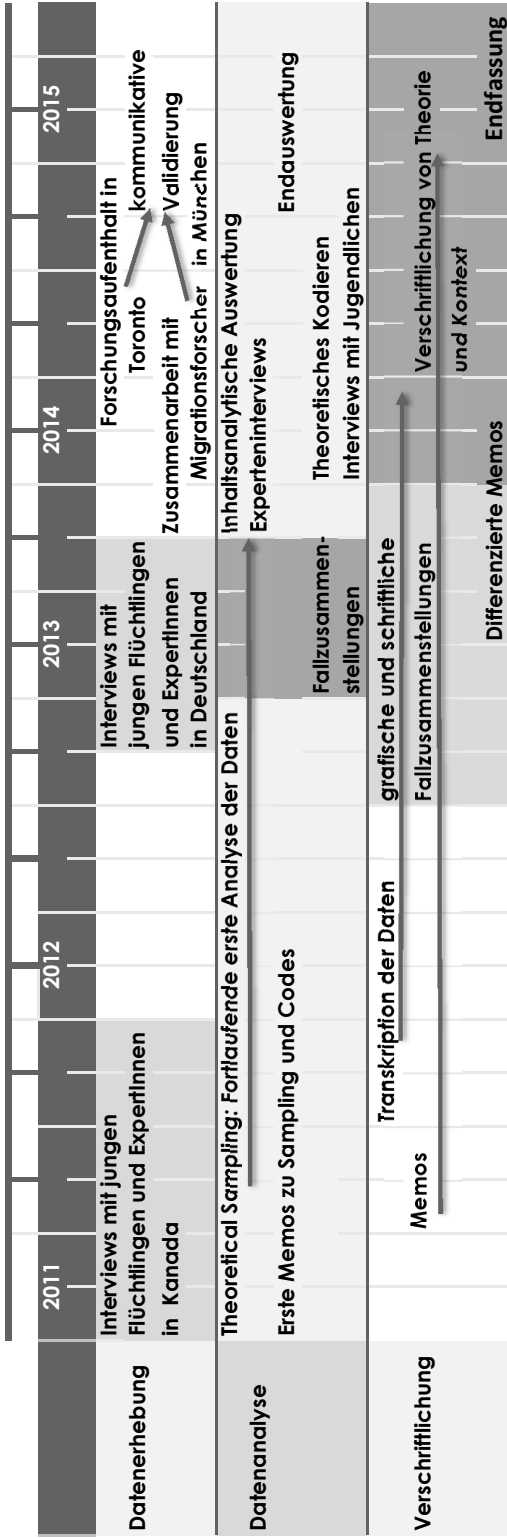 2011
2012
2013
2014
2015
Datenerhebung
Interviews mit jungen
Flüchtlingen und ExpertInnen
in Kanada
Interviews mit
jungen Flüchtlingen
und ExpertInnen
in Deutschland
Forschungsaufenthalt in
Toronto
kommunikative
Validierung
Zusammenarbeit mit
Migrationsforscher in München
Datenanalyse
Theoretical Sampling: Fortlaufende erste Analyse der Daten
Erste Memos zu Sampling und Codes
Fallzusammen-
stellungen
Inhaltsanalytische Auswertung
Experteninterviews
Theoretisches Kodieren
Interviews mit Jugendlichen
Endauswertung
Verschriftlichung
Memos
Transkription der Daten
grafische und schriftliche
Fallzusammenstellungen
Differenzierte Memos
Verschriftlichung von Theorie
und Kontext
Endfassung